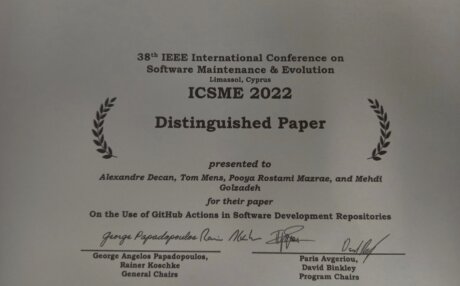 38th IEEE International Conference on
Software Maintenance & Evolution
Limassol, Cyprus
ICSME 2022
Distinguished Paper
presented to
Alexandre Decan, Tom Mens, Pooya Rostami Mazrae, and Mehdi
Golzadeh
for their paper
On the Use of GitHub Actions in Software Development Repositories
George Papadopoulos
George Angelos Papadopoulos,
Rainer Koschke
General Chairs
Paris Avgeriou,
David Binkley
Program Chairs